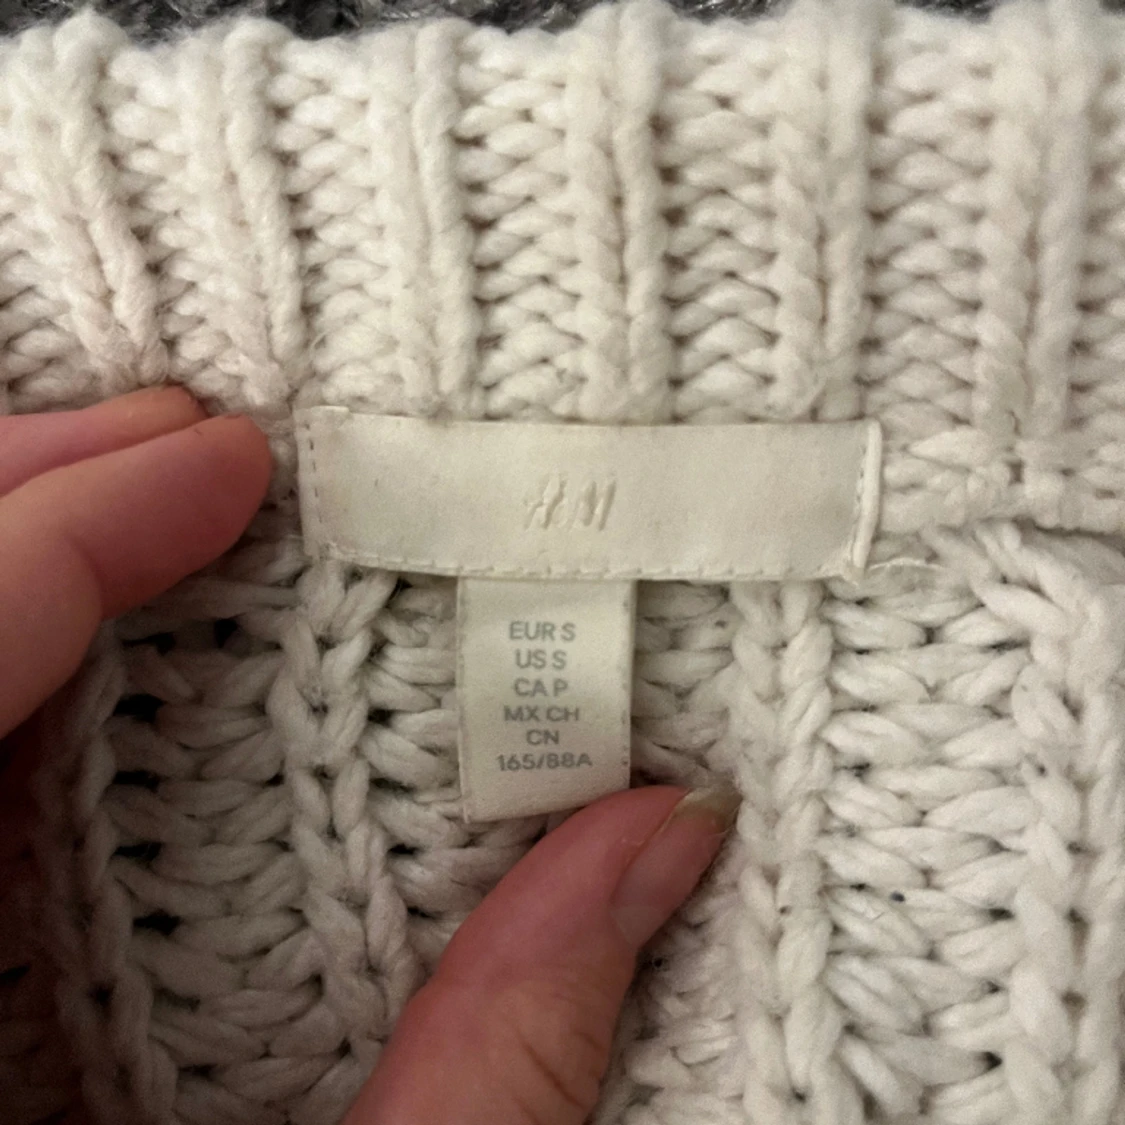 H&M
EUR S
US S
CA P
MX CH
CN
165/88A